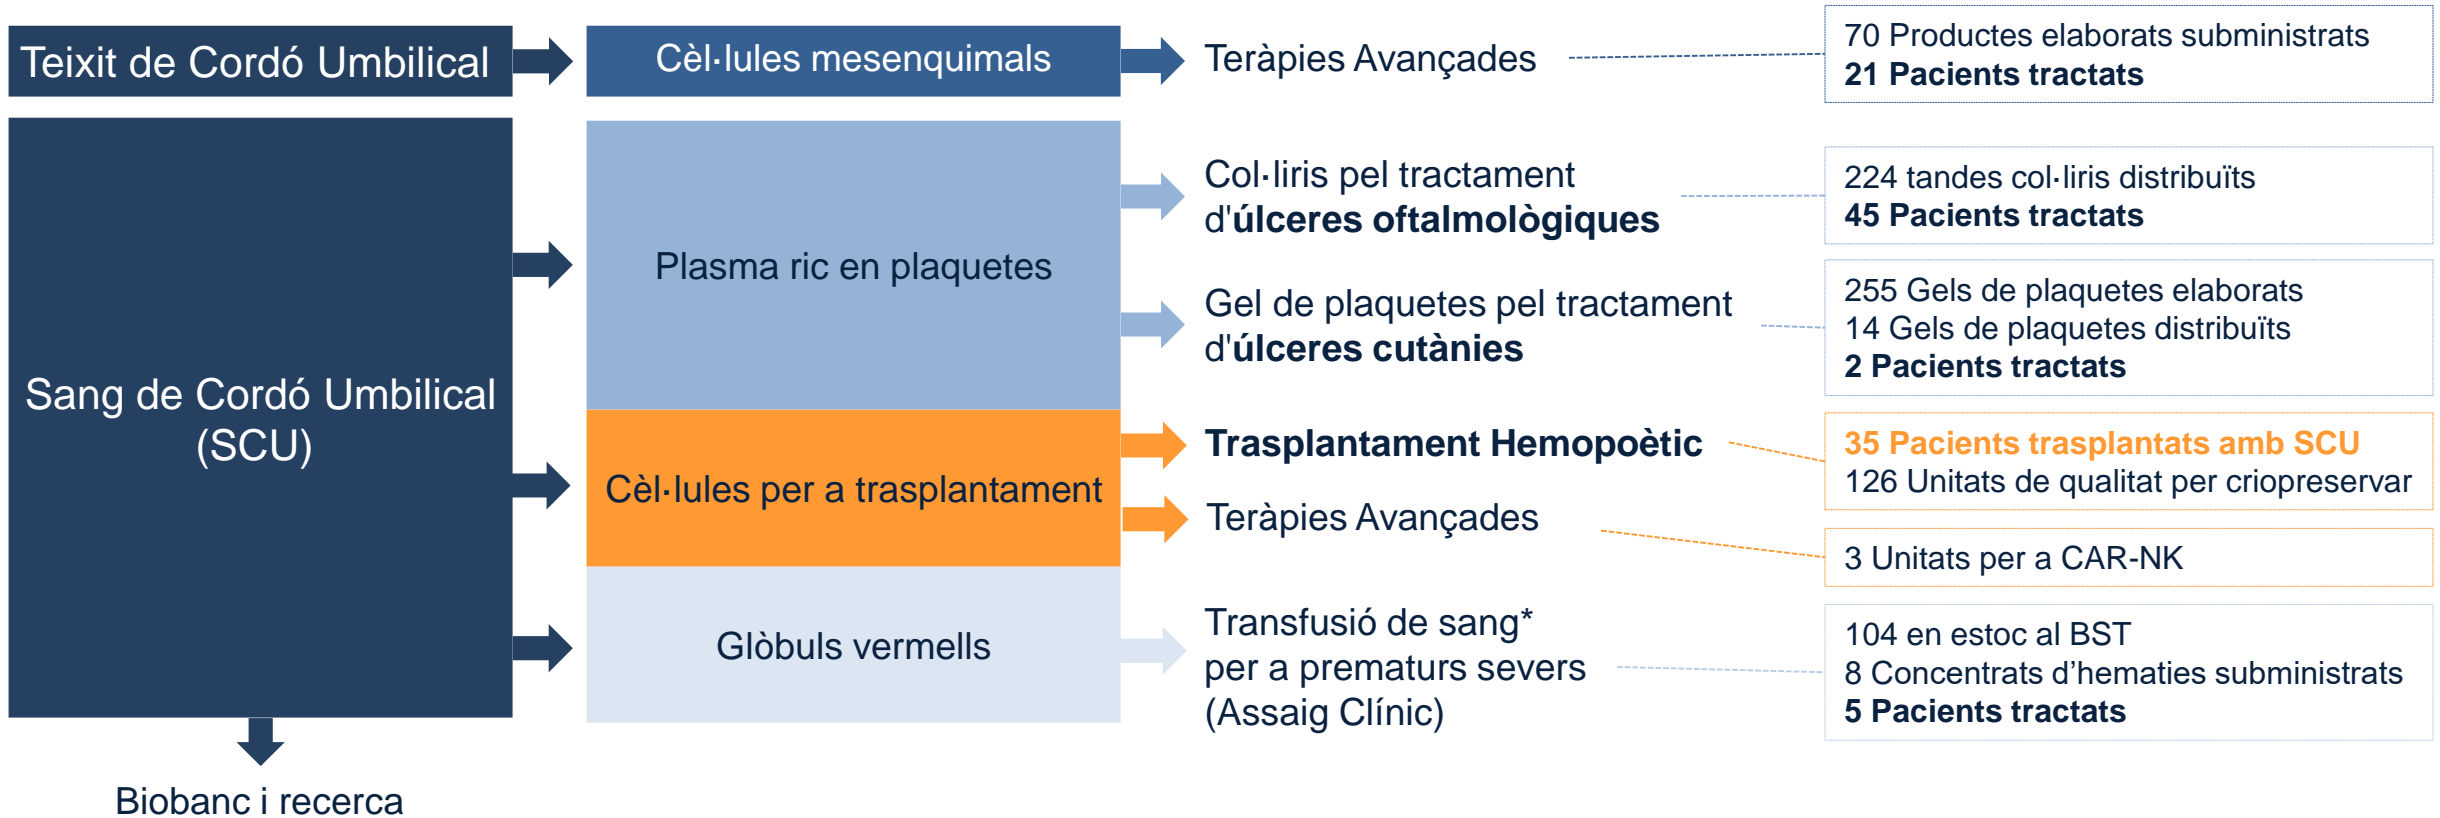 Teixit de Cordó Umbilical
Cèl·lules mesenquimals
Teràpies Avançades
70 Productes elaborats subministrats
21 Pacients tractats
Sang de Cordó Umbilical
(SCU)
Plasma ric en plaquetes
Col·liris pel tractament
d'úlceres oftalmològiques
224 tandes col·liris distribuïts
45 Pacients tractats
Gel de plaquetes pel tractament
d'úlceres cutànies
255 Gels de plaquetes elaborats
14 Gels de plaquetes distribuïts
2 Pacients tractats
Cèl·lules per a trasplantament
Trasplantament Hemopoètic
35 Pacients trasplantats amb SCU
126 Unitats de qualitat per criopreservar
Teràpies Avançades
3 Unitats per a CAR-NK
Glòbuls vermells
Transfusió de sang*
per a prematurs severs
(Assaig Clínic)
104 en estoc al BST
8 Concentrats d’hematies subministrats
5 Pacients tractats
Biobanc i recerca